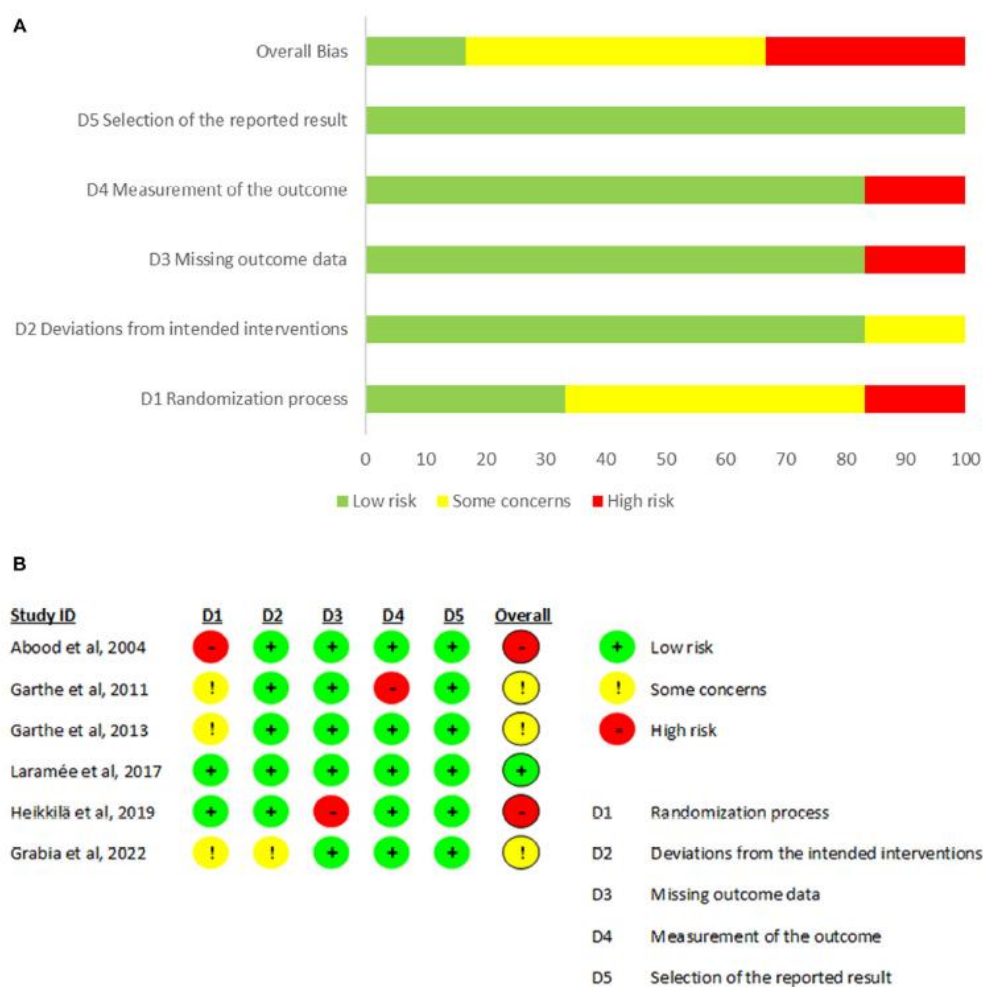 A
Overall Bias
D5 Selection of the reported result
D4 Measurement of the outcome
D3 Missing outcome data
D2 Deviations from intended interventions
D1 Randomization process
0 10 20 30 40 50 60 70 80 90 100
Low risk Some concerns High risk
B
Study ID D1 D2 D3 D4 D5 Overall
Abood et al, 2004 - + + + + -
Garthe et al, 2011 ! + + - + !
Garthe et al, 2013 ! + + + + !
Laramée et al, 2017 + + + + + +
Heikkilä et al, 2019 + + - + + -
Grabia et al, 2022 ! ! + + + !
+ Low risk
! Some concerns
- High risk
D1 Randomization process
D2 Deviations from the intended interventions
D3 Missing outcome data
D4 Measurement of the outcome
D5 Selection of the reported result